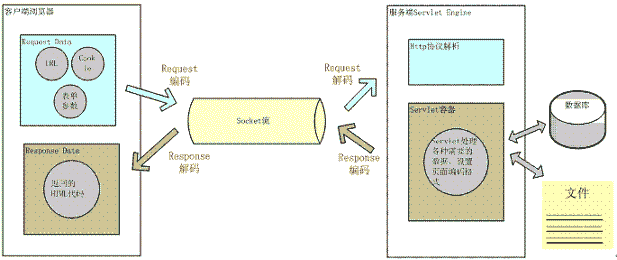 客户端浏览器
Request Data
URL
Cook
ie
表单
参数
Response Data
返回的
HTML代码
Request
编码
Response
解码
Socket流
Request
解码
Response
编码
服务端Servlet Engine
Http协议解析
Servlet容器
Servlet处理
各种需要的
数据，设置
页面编码格
式
数据库
文件